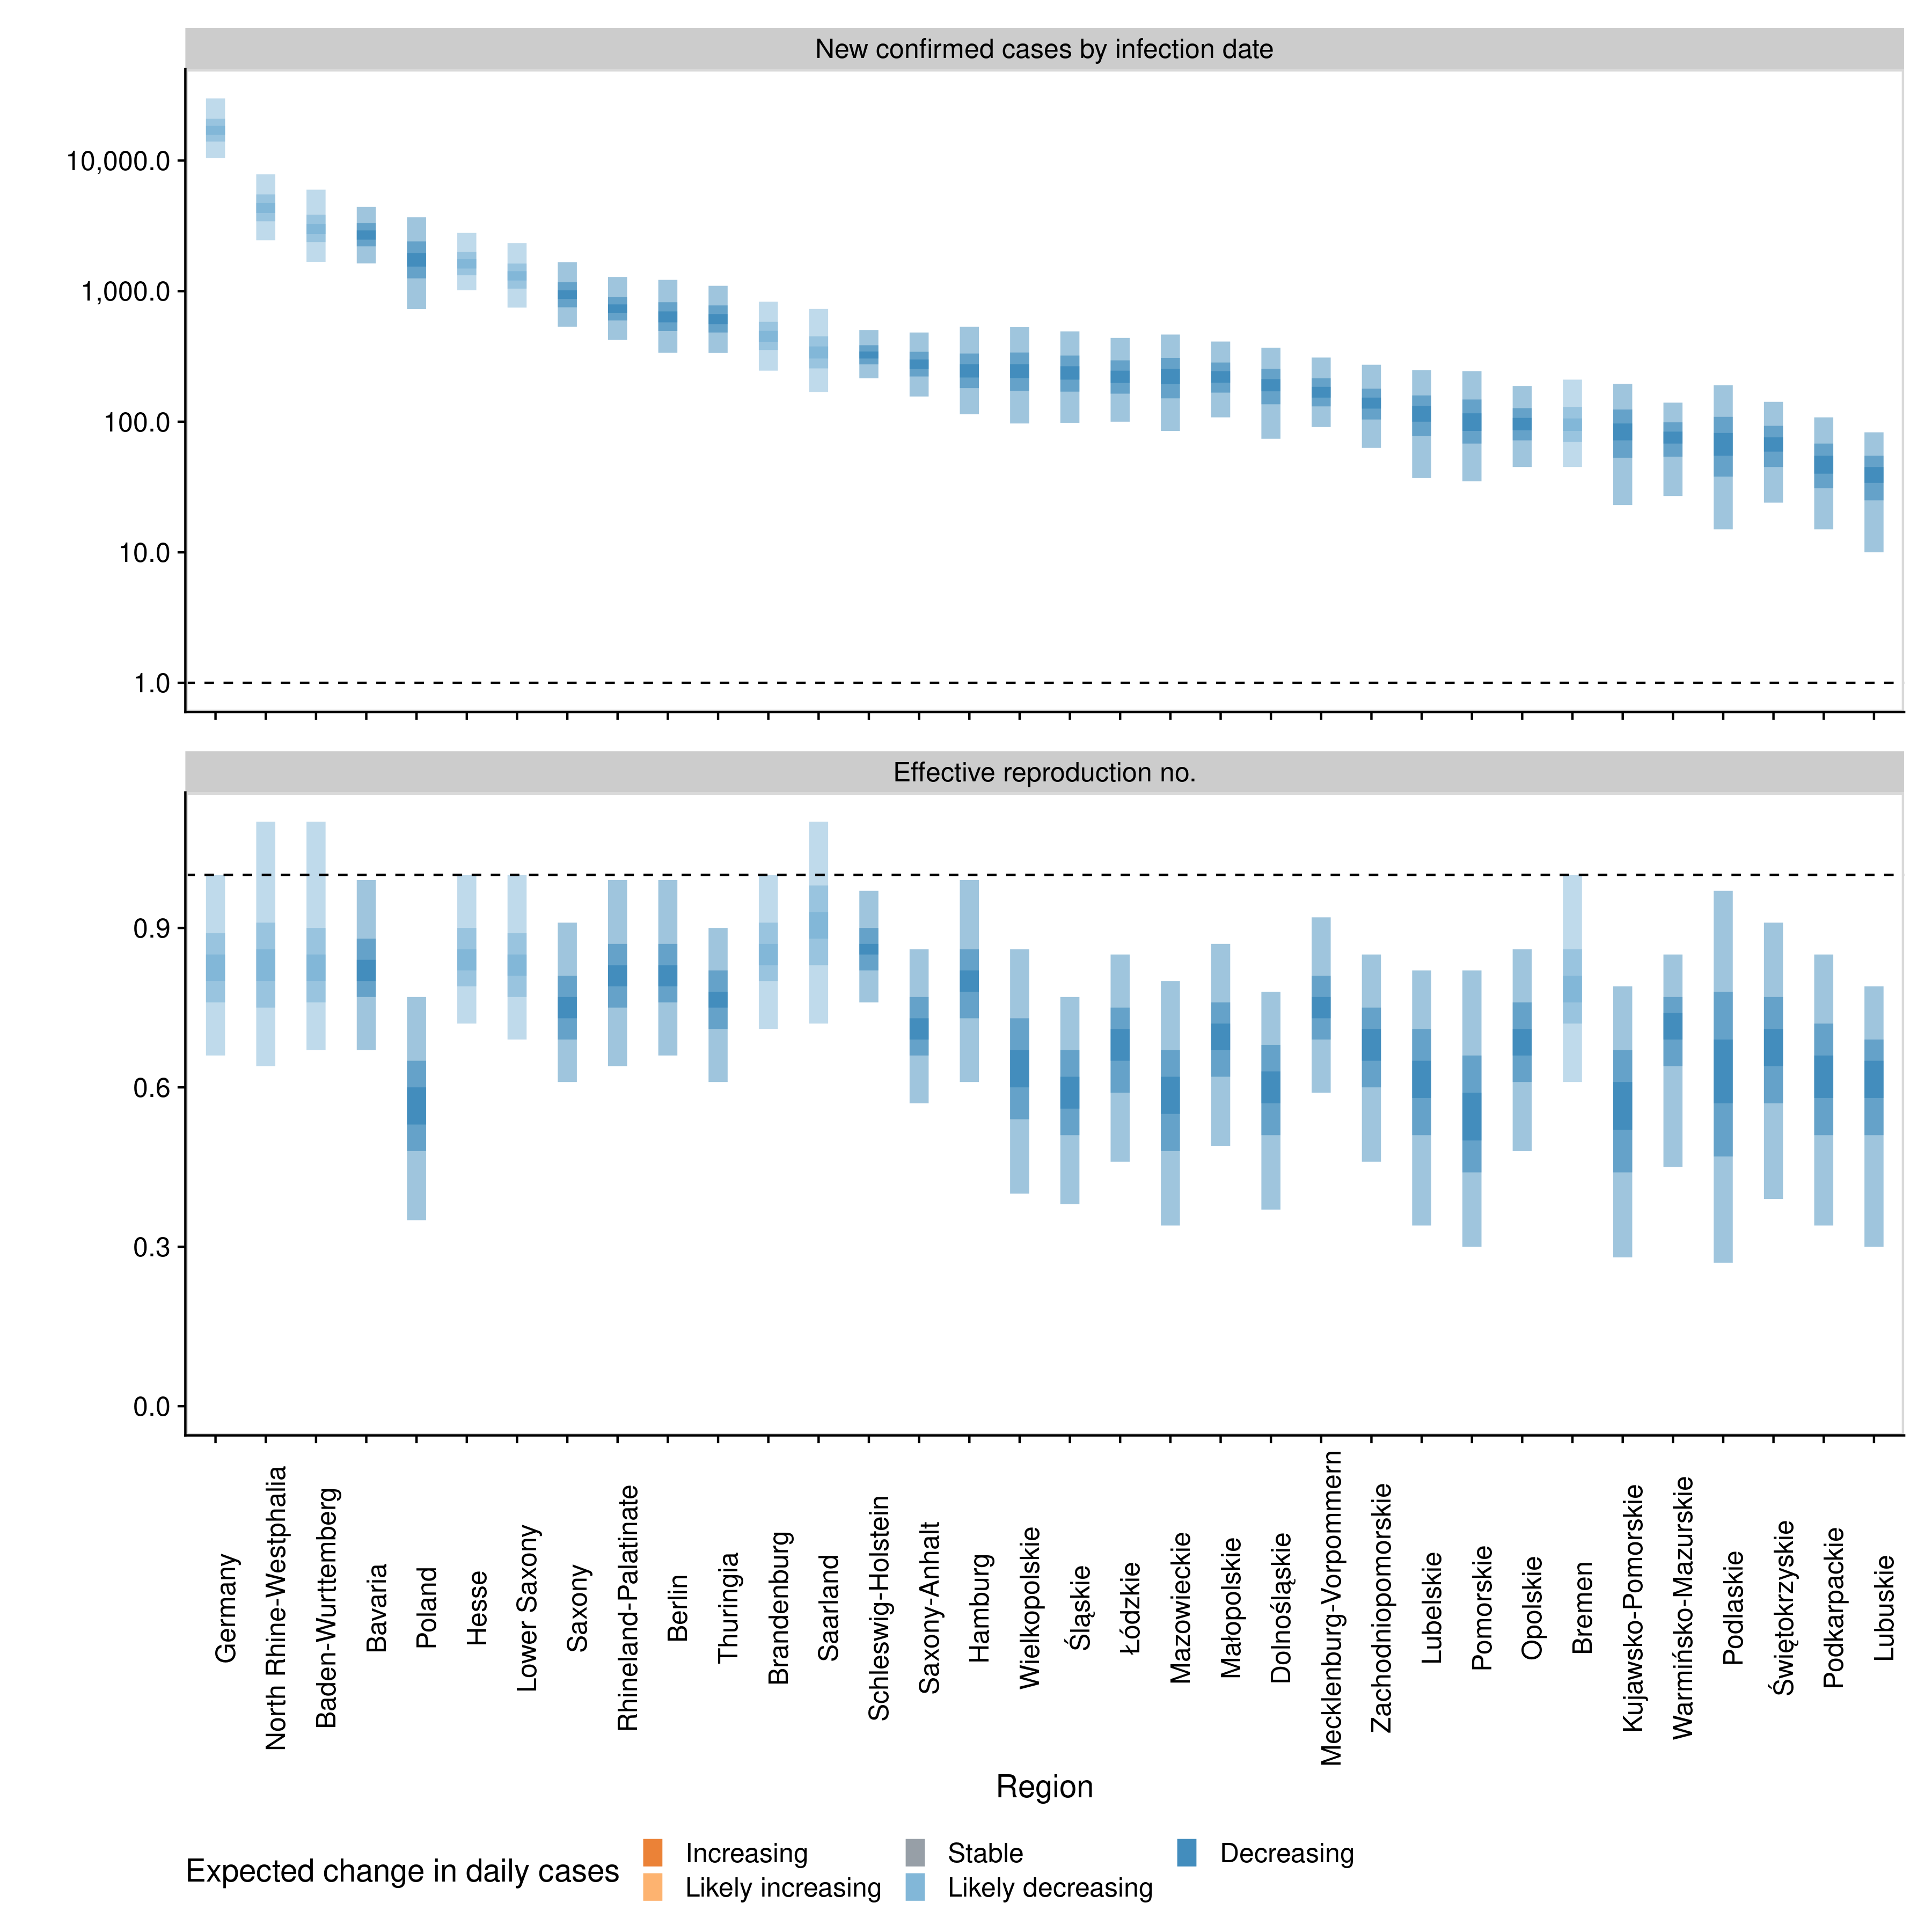 New confirmed cases by infection date
10,000.0
1,000.0
100.0
10.0
1.0
Effective reproduction no.
0.9
0.6
0.3
0.0
Germany
North Rhine-Westphalia
Baden-Wurttemberg
Bavaria
Poland
Hesse
Lower Saxony
Saxony
Rhineland-Palatinate
Berlin
Thuringia
Brandenburg
Saarland
Schleswig-Holstein
Saxony-Anhalt
Hamburg
Wielkopolskie
Śląskie
Łódzkie
Mazowieckie
Małopolskie
Dolnośląskie
Mecklenburg-Vorpommern
Zachodniopomorskie
Lubelskie
Pomorskie
Opolskie
Bremen
Kujawsko-Pomorskie
Warmińsko-Mazurskie
Podlaskie
Świętokrzyskie
Podkarpackie
Lubuskie
Region
Expected change in daily cases
Increasing
Likely increasing
Stable
Likely decreasing
Decreasing